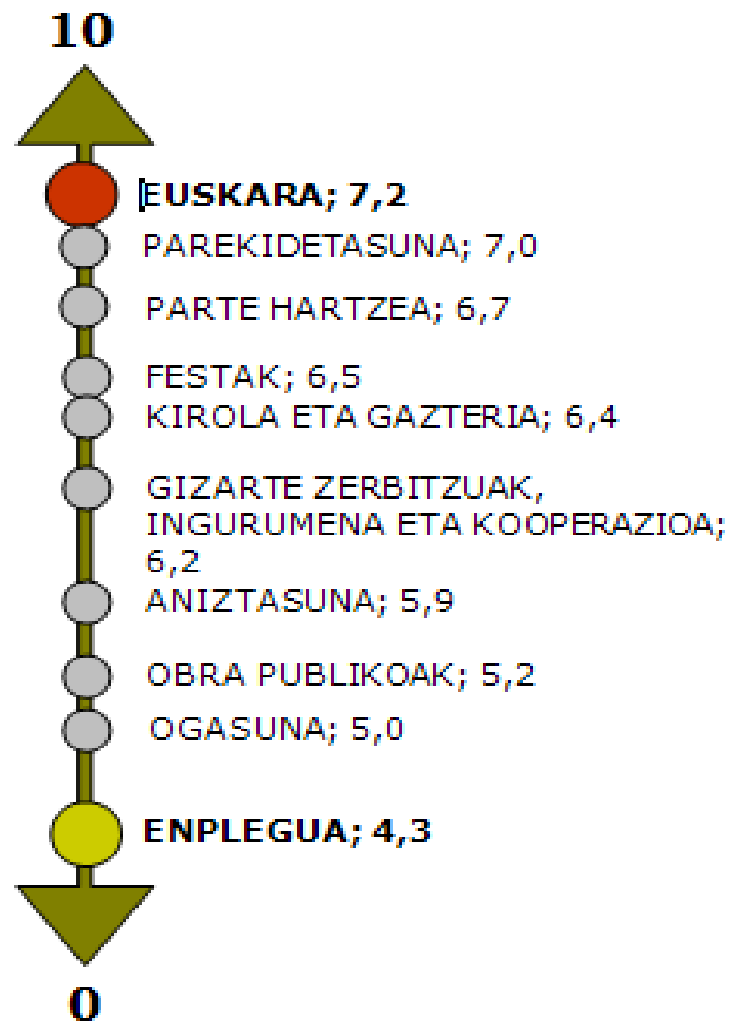 10
EUSKARA; 7,2
PAREKIDETASUNA; 7,0
PARTE HARTZEA; 6,7
FESTAK; 6,5
KIROLA ETA GAZTERIA; 6,4
GIZARTE ZERBITZUAK,
INGURUMENA ETA KOOPERAZIOA;
6,2
ANIZTASUNA; 5,9
OBRA PUBLIKOAK; 5,2
OGASUNA; 5,0
ENPLEGUA; 4,3
0